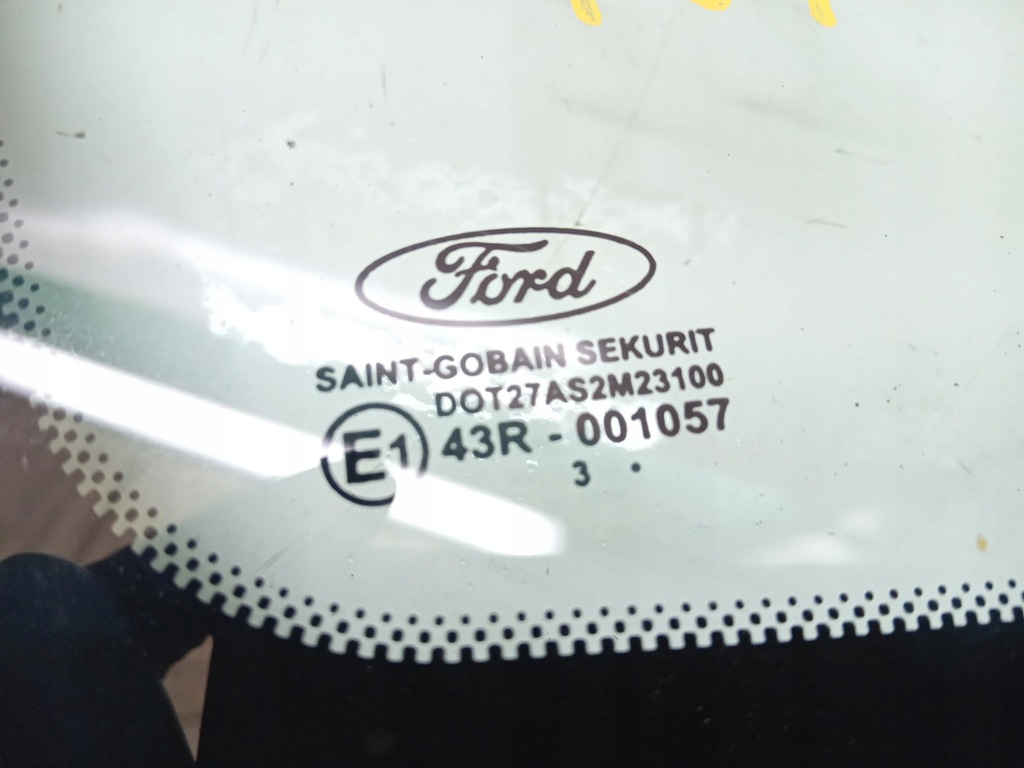 Ford
SAINT-GOBAIN SEKURIT
DOT27AS2M23100
E1 43R - 001057
3 .